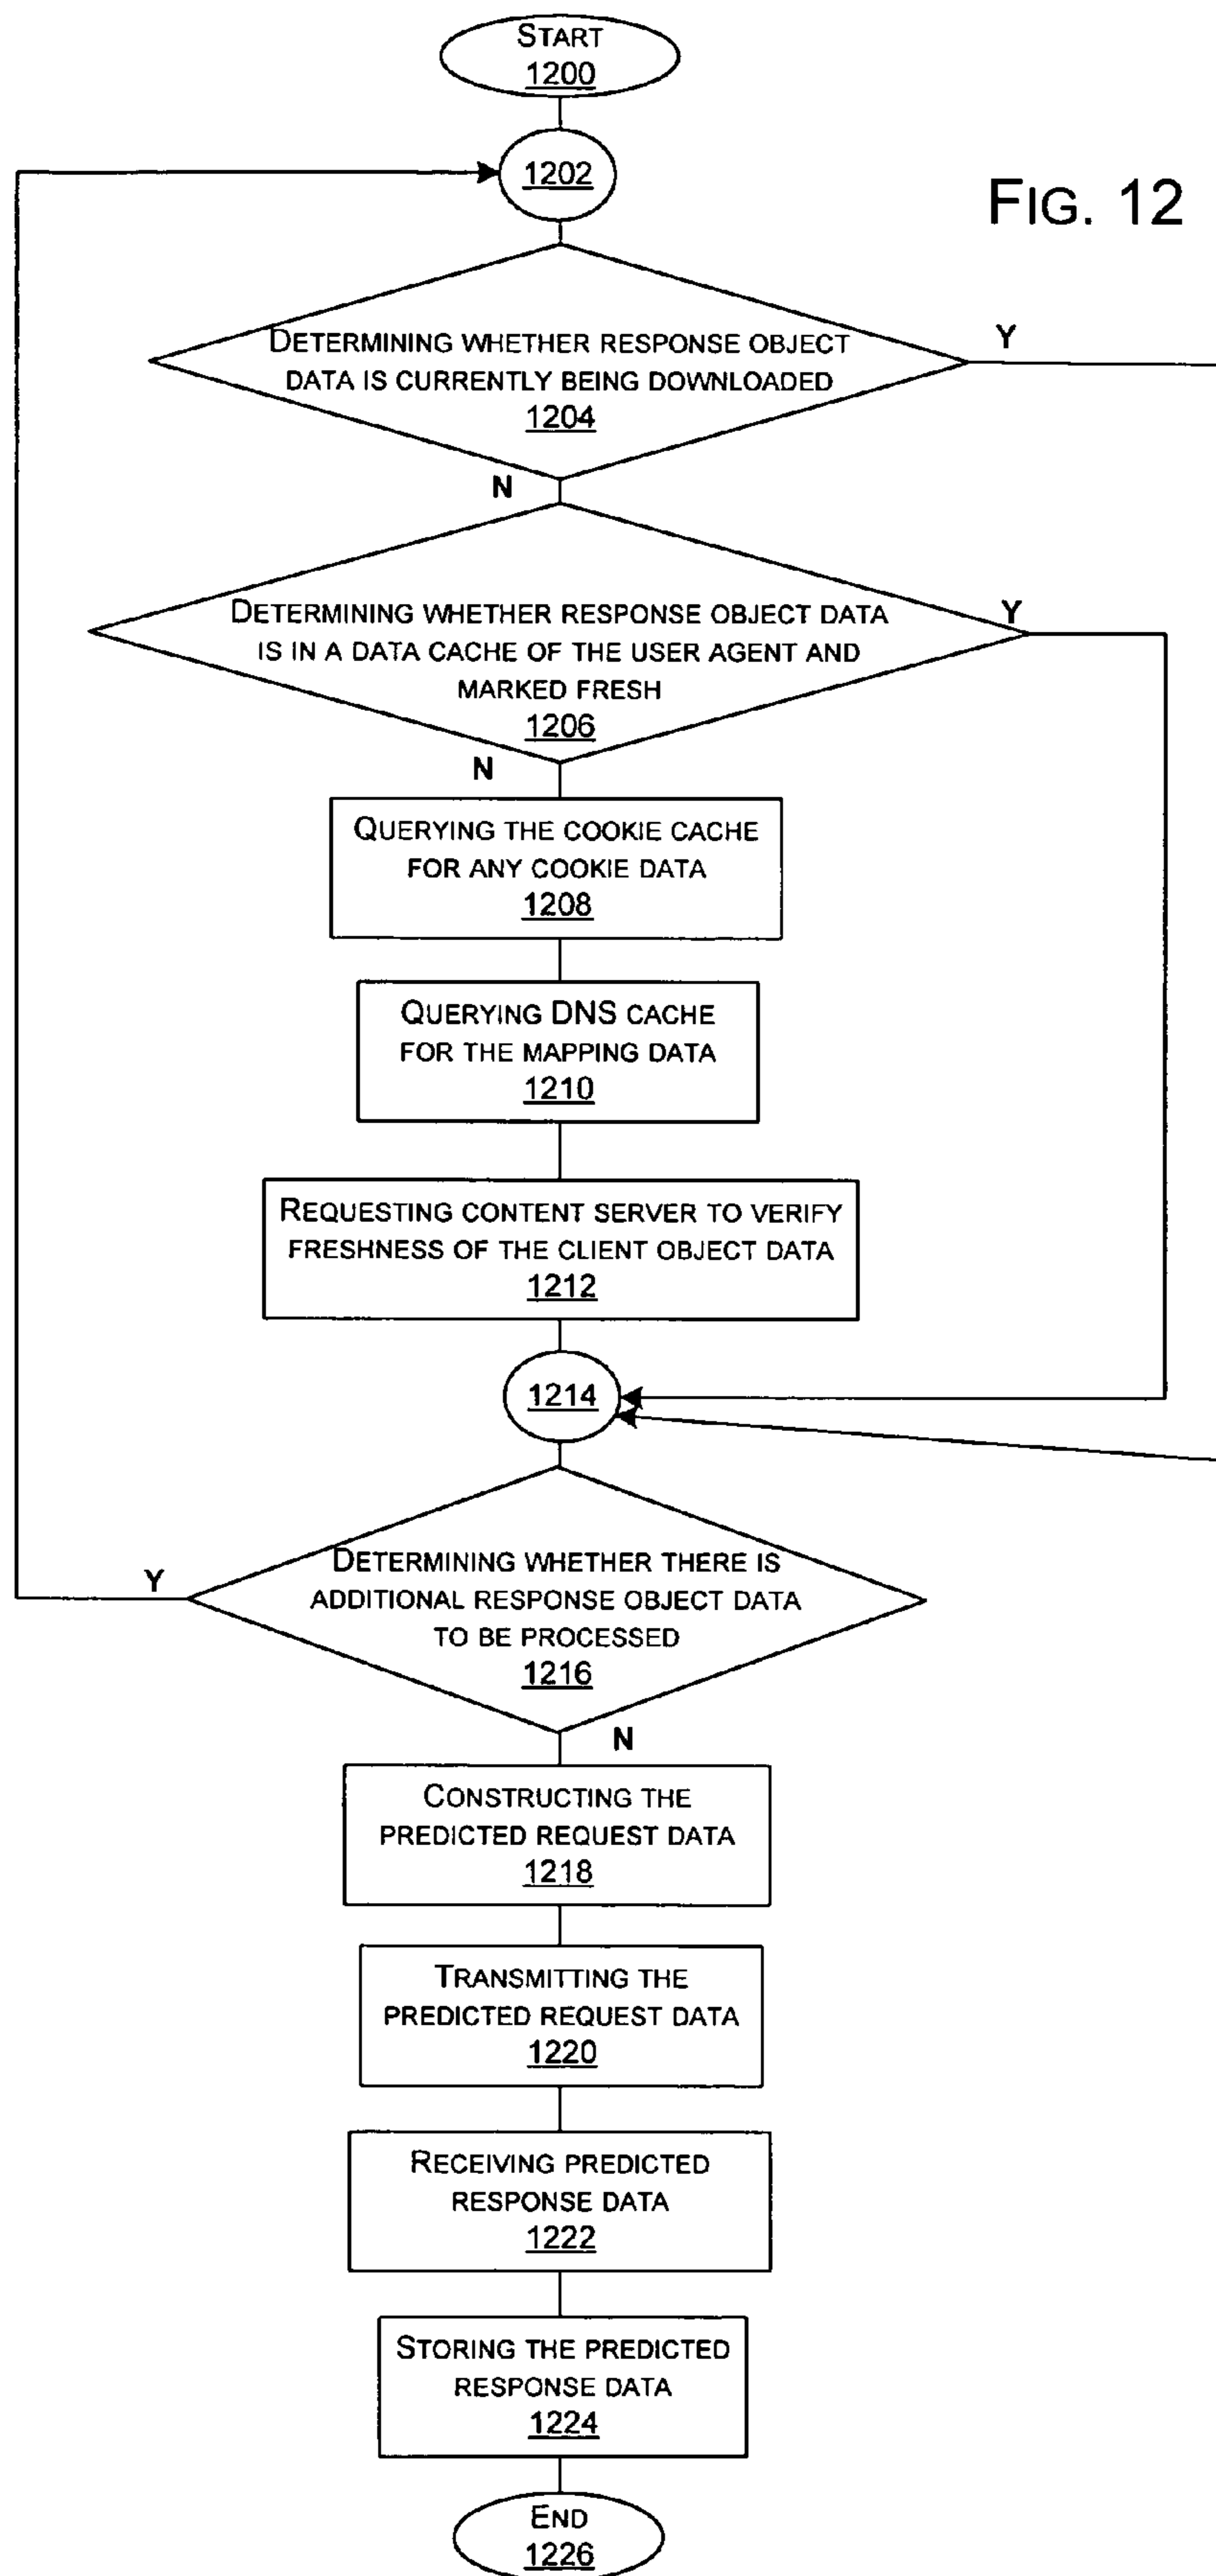 START
1200
1202
FIG. 12
DETERMINING WHETHER RESPONSE OBJECT
DATA IS CURRENTLY BEING DOWNLOADED
1204
Y
N
DETERMINING WHETHER RESPONSE OBJECT DATA
IS IN A DATA CACHE OF THE USER AGENT AND
MARKED FRESH
1206
Y
N
QUERYING THE COOKIE CACHE
FOR ANY COOKIE DATA
1208
QUERYING DNS CACHE
FOR THE MAPPING DATA
1210
REQUESTING CONTENT SERVER TO VERIFY
FRESHNESS OF THE CLIENT OBJECT DATA
1212
1214
DETERMINING WHETHER THERE IS
ADDITIONAL RESPONSE OBJECT DATA
TO BE PROCESSED
1216
Y
N
CONSTRUCTING THE
PREDICTED REQUEST DATA
1218
TRANSMITTING THE
PREDICTED REQUEST DATA
1220
RECEIVING PREDICTED
RESPONSE DATA
1222
STORING THE PREDICTED
RESPONSE DATA
1224
END
1226